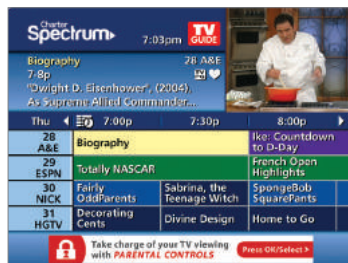 Charter
Spectrum
7:03pm
TV
GUIDE
Biography 28 A&E
7-8p
"Dwight D. Eisenhower", (2004),
As Supreme Allied Commander...
Thu 7:00p 7:30p 8:00p
28 A&E Biography Ike: Countdown to D-Day
29 ESPN Totally NASCAR French Open Highlights
30 NICK Fairly OddParents Sabrina, the Teenage Witch SpongeBob SquarePants
31 HGTV Decorating Cents Divine Design Home to Go
Take charge of your TV viewing
with PARENTAL CONTROLS
Press OK/Select >